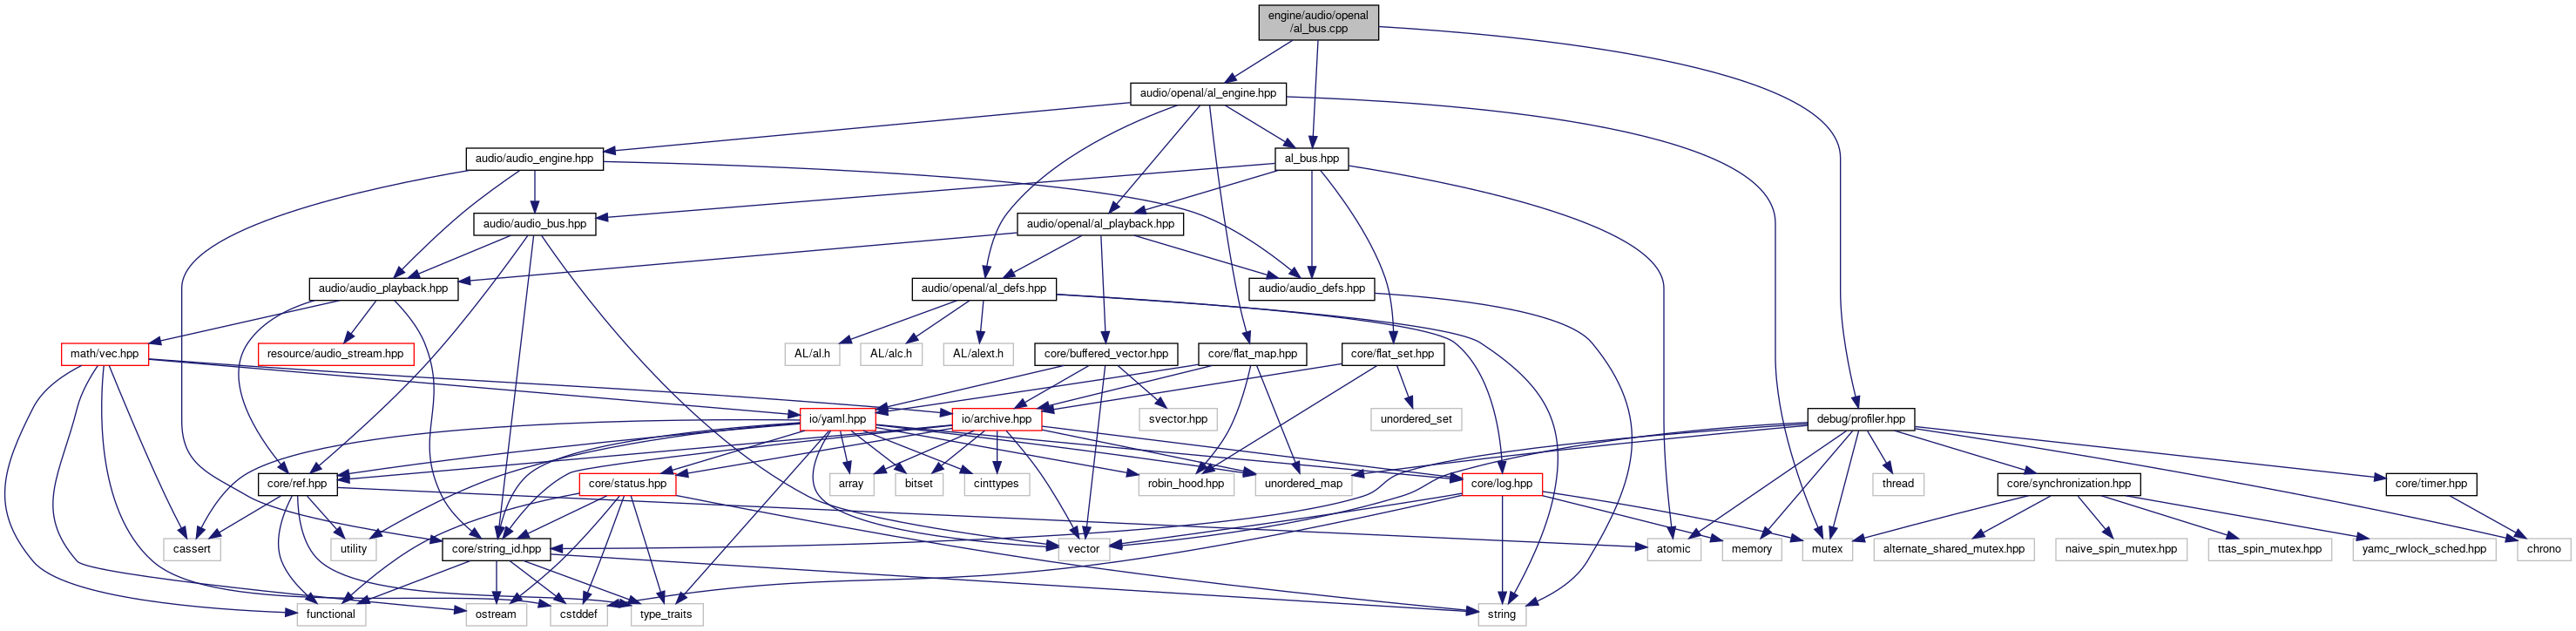 engine/audio/openal
/al_bus.cpp
audio/openal/al_engine.hpp
audio/audio_engine.hpp
al_bus.hpp
audio/audio_bus.hpp
audio/openal/al_playback.hpp
audio/audio_playback.hpp
audio/openal/al_defs.hpp
audio/audio_defs.hpp
math/vec.hpp
resource/audio_stream.hpp
AL/al.h
AL/alc.h
AL/alext.h
core/buffered_vector.hpp
core/flat_map.hpp
core/flat_set.hpp
io/yaml.hpp
io/archive.hpp
svector.hpp
unordered_set
debug/profiler.hpp
core/ref.hpp
core/status.hpp
array
bitset
cinttypes
robin_hood.hpp
unordered_map
core/log.hpp
thread
core/synchronization.hpp
core/timer.hpp
cassert
utility
core/string_id.hpp
vector
atomic
memory
mutex
alternate_shared_mutex.hpp
naive_spin_mutex.hpp
ttas_spin_mutex.hpp
yamc_rwlock_sched.hpp
chrono
functional
ostream
cstddef
type_traits
string